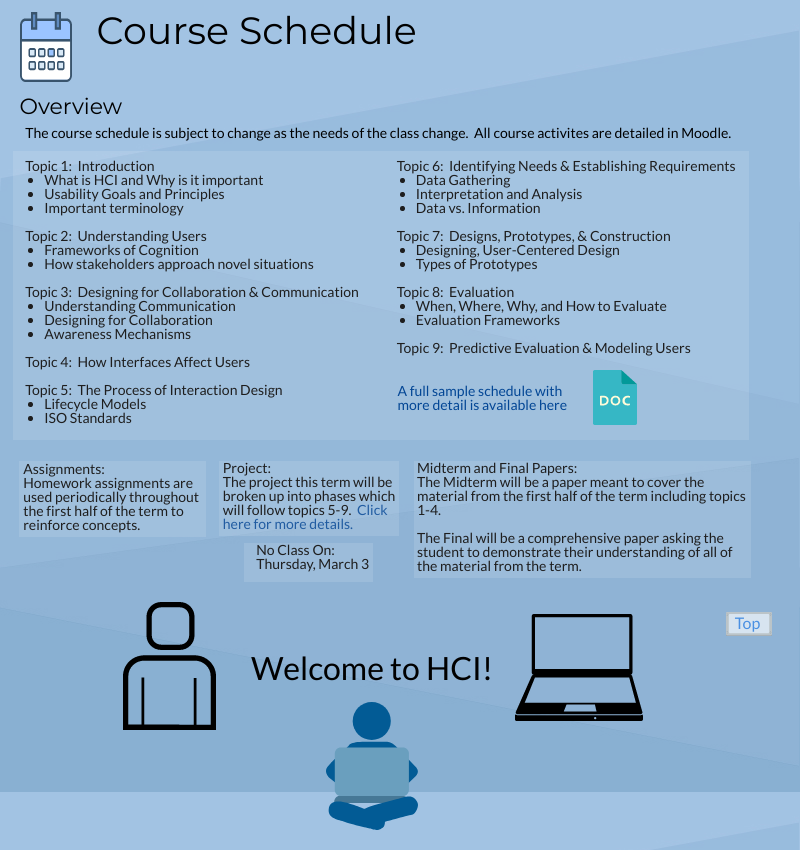 Course Schedule
Overview
The course schedule is subject to change as the needs of the class change.  All course activites are detailed in Moodle.
Topic 1:  Introduction
• What is HCI and Why is it important
• Usability Goals and Principles
• Important terminology
Topic 2:  Understanding Users
• Frameworks of Cognition
• How stakeholders approach novel situations
Topic 3:  Designing for Collaboration & Communication
• Understanding Communication
• Designing for Collaboration
• Awareness Mechanisms
Topic 4:  How Interfaces Affect Users
Topic 5:  The Process of Interaction Design
• Lifecycle Models
• ISO Standards
Topic 6:  Identifying Needs & Establishing Requirements
• Data Gathering
• Interpretation and Analysis
• Data vs. Information
Topic 7:  Designs, Prototypes, & Construction
• Designing, User-Centered Design
• Types of Prototypes
Topic 8:  Evaluation
• When, Where, Why, and How to Evaluate
• Evaluation Frameworks
Topic 9:  Predictive Evaluation & Modeling Users
A full sample schedule with
more detail is available here
DOC
Assignments:
Homework assignments are
used periodically throughout
the first half of the term to
reinforce concepts.
Project:
The project this term will be
broken up into phases which
will follow topics 5-9.  Click
here for more details.
No Class On:
Thursday, March 3
Midterm and Final Papers:
The Midterm will be a paper meant to cover the
material from the first half of the term including topics
1-4.
The Final will be a comprehensive paper asking the
student to demonstrate their understanding of all of
the material from the term.
Top
Welcome to HCI!